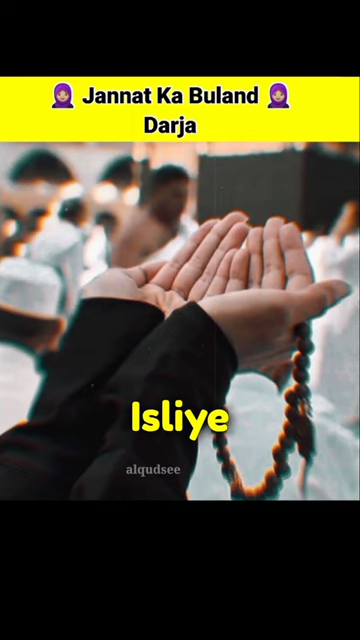 🧕🏼 Jannat Ka Buland 🧕🏼
Darja
Isliye
alqudsee